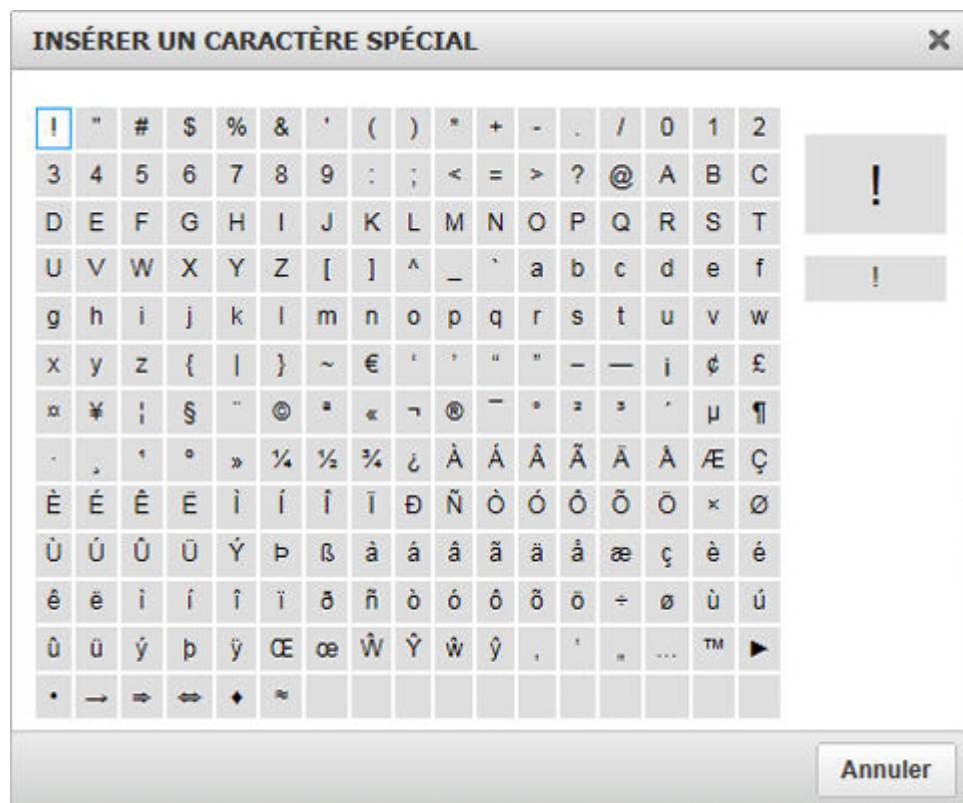 INSÉRER UN CARACTÈRE SPÉCIAL ×
! " # $ % & ' ( ) * + - . / 0 1 2
!
3 4 5 6 7 8 9 : ; < = > ? @ A B C
D E F G H I J K L M N O P Q R S T
U V W X Y Z [ ] ^ _ ` a b c d e f
!
g h i j k l m n o p q r s t u v w
x y z { | } ~ € ‘ ’ “ ” – — ¡ ¢ £
¤ ¥ ¦ § ¨ © ª « ¬ ® ¯ ° ² ³ ´ µ ¶
· ¸ ¹ º » ¼ ½ ¾ ¿ À Á Â Ã Ä Å Æ Ç
È É Ê Ë Ì Í Î Ï Ð Ñ Ò Ó Ô Õ Ö × Ø
Ù Ú Û Ü Ý Þ ß à á â ã ä å æ ç è é
ê ë ì í î ï ð ñ ò ó ô õ ö ÷ ø ù ú
û ü ý þ ÿ Œ œ Ŵ Ŷ ŵ ŷ ‚ ‛ „ … ™ ►
• → ⇒ ⇔ ♦ ≈
Annuler